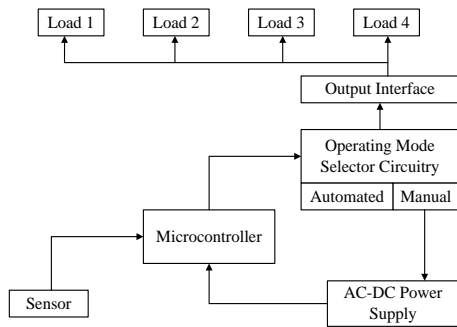 Load 1
Load 2
Load 3
Load 4
Output Interface
Operating Mode
Selector Circuitry
Automated
Manual
Microcontroller
AC-DC Power
Supply
Sensor